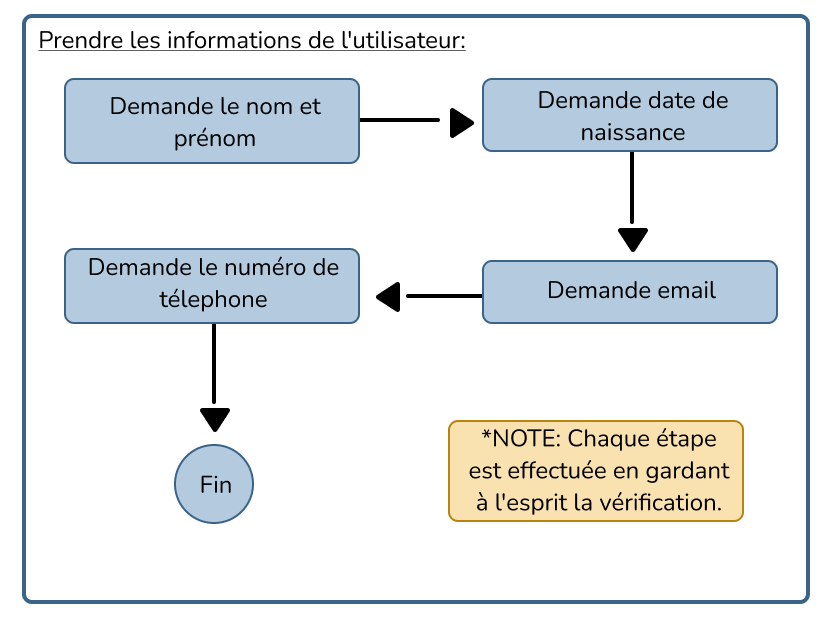 Prendre les informations de l'utilisateur:
Demande le nom et
prénom
Demande date de
naissance
Demande email
Demande le numéro de
télephone
Fin
*NOTE: Chaque étape
est effectuée en gardant
à l'esprit la vérification.